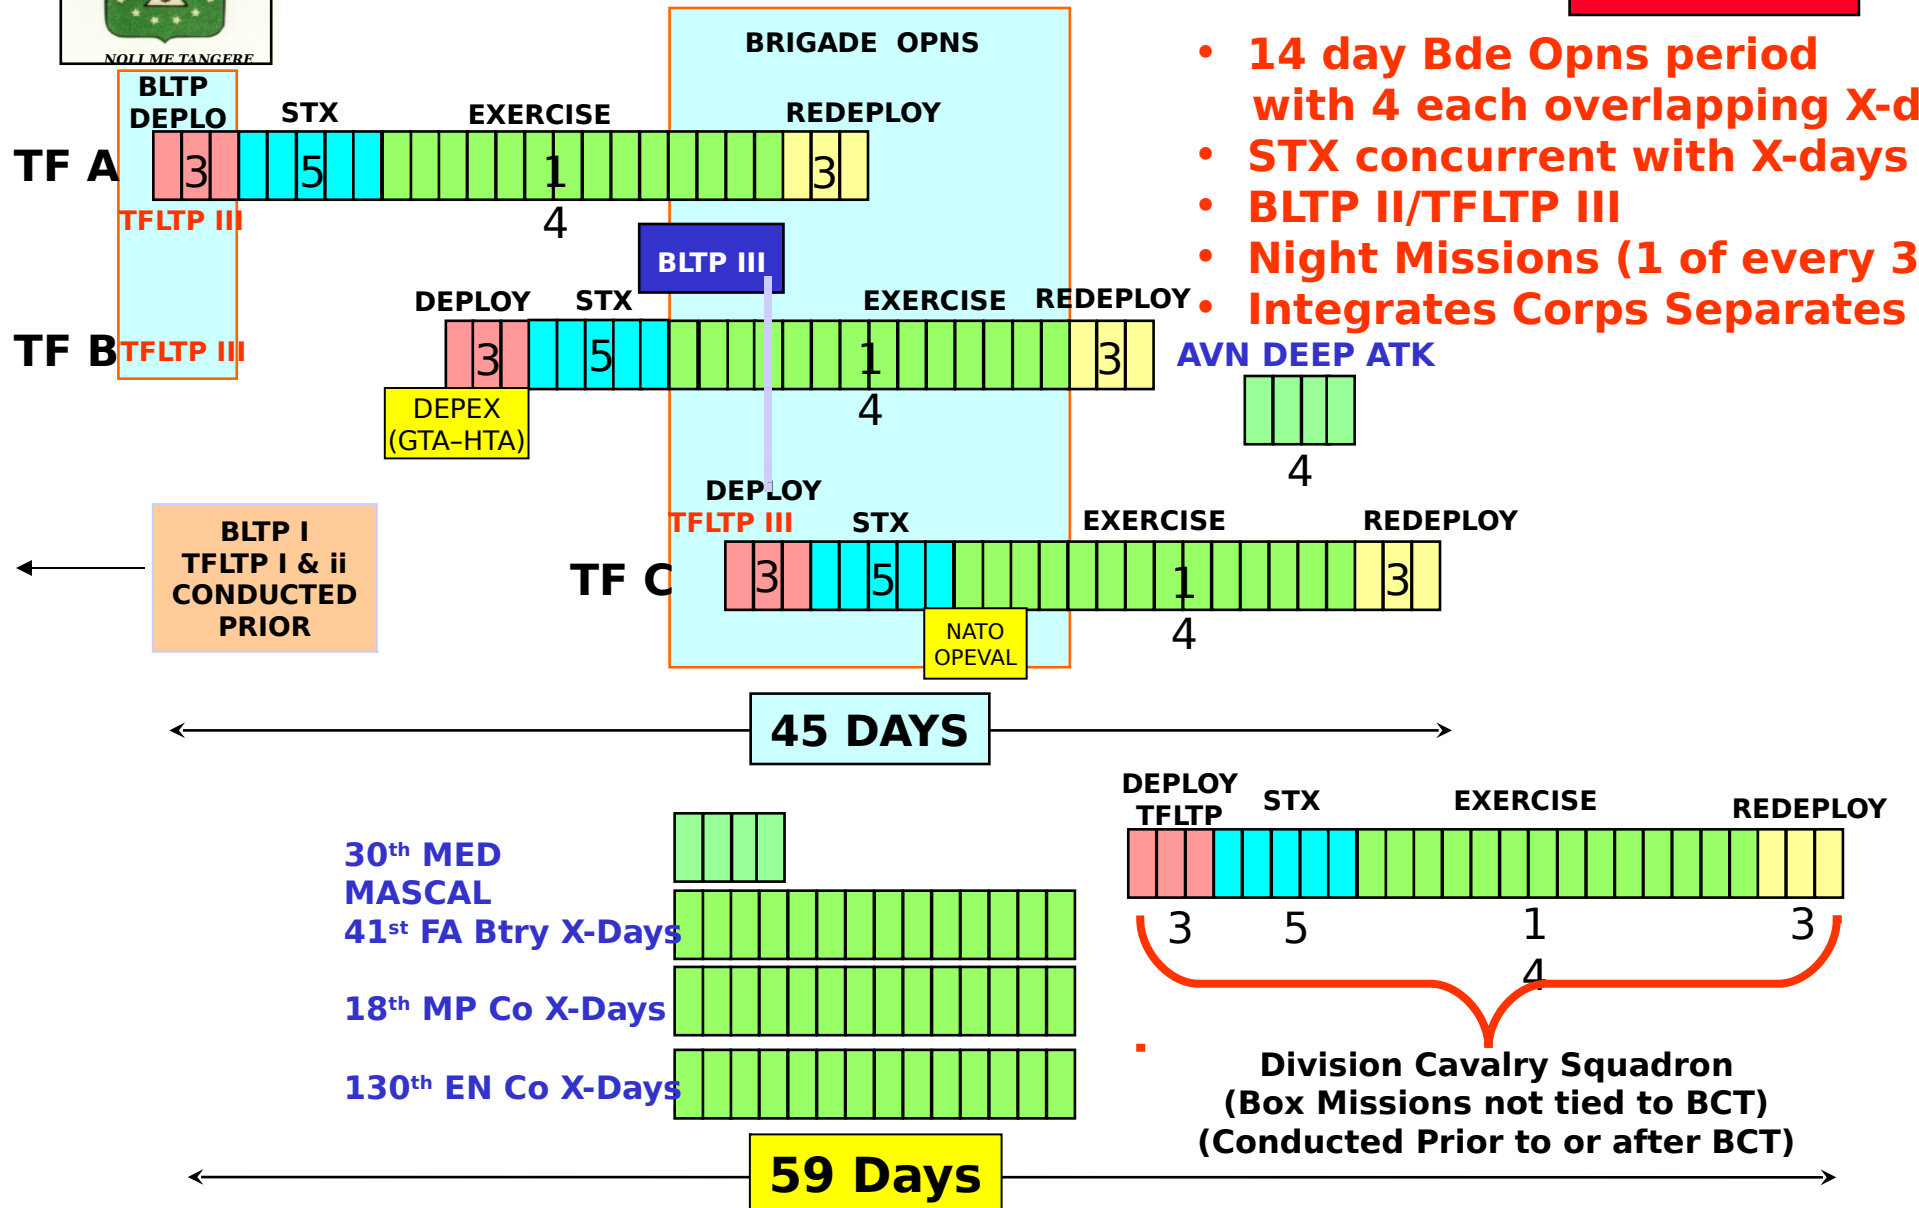 NOLI ME TANGERE
BRIGADE OPNS
• 14 day Bde Opns period
with 4 each overlapping X-d
• STX concurrent with X-days
• BLTP II/TFLTP III
• Night Missions (1 of every 3
• Integrates Corps Separates
BLTP
DEPLO
STX
EXERCISE
REDEPLOY
TF A
3
5
1
4
3
TFLTP III
BLTP III
DEPLOY
STX
EXERCISE
REDEPLOY
TF B
TFLTP III
3
5
1
4
3
DEPEX
(GTA–HTA)
AVN DEEP ATK
4
DEPLOY
TFLTP III
STX
EXERCISE
REDEPLOY
BLTP I
TFLTP I & ii
CONDUCTED
PRIOR
TF C
3
5
1
4
3
NATO
OPEVAL
45 DAYS
DEPLOY
TFLTP
STX
EXERCISE
REDEPLOY
3
5
1
4
3
30th MED
MASCAL
41st FA Btry X-Days
18th MP Co X-Days
130th EN Co X-Days
Division Cavalry Squadron
(Box Missions not tied to BCT)
(Conducted Prior to or after BCT)
59 Days